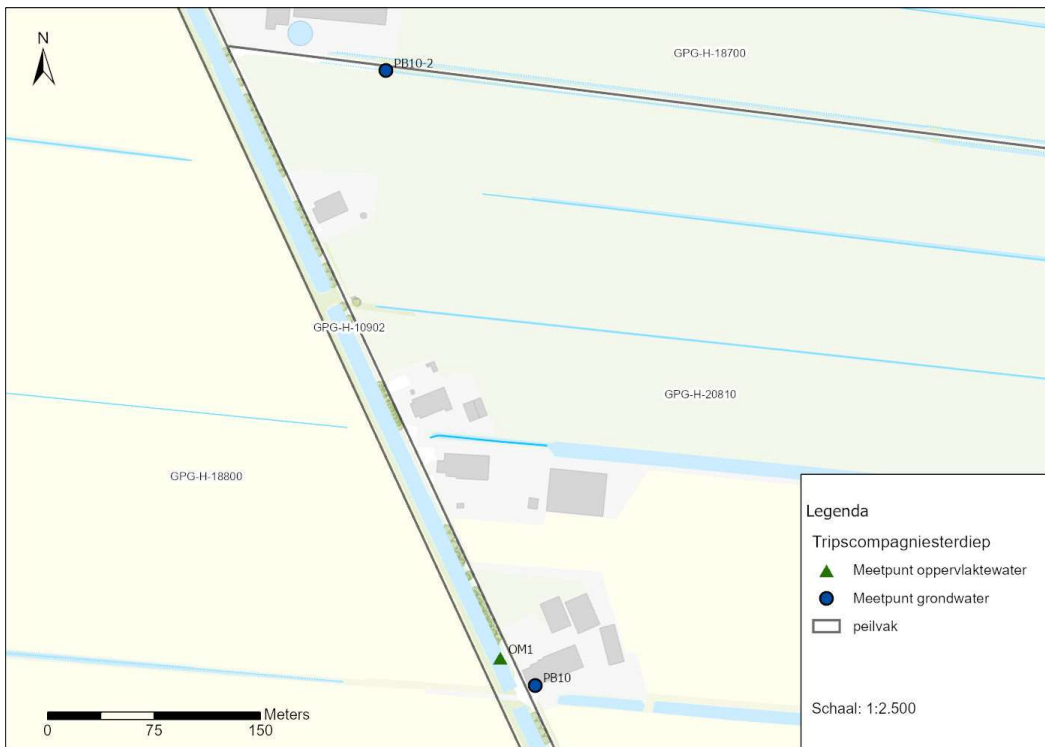 N
PB10-2
GPG-H-18700
GPG-H-10902
GPG-H-20810
GPG-H-18800
OM1
PB10
Meters
0 75 150
Legenda
Tripscompagniesterdiep
Meetpunt oppervlaktewater
Meetpunt grondwater
peilvak
Schaal: 1:2.500